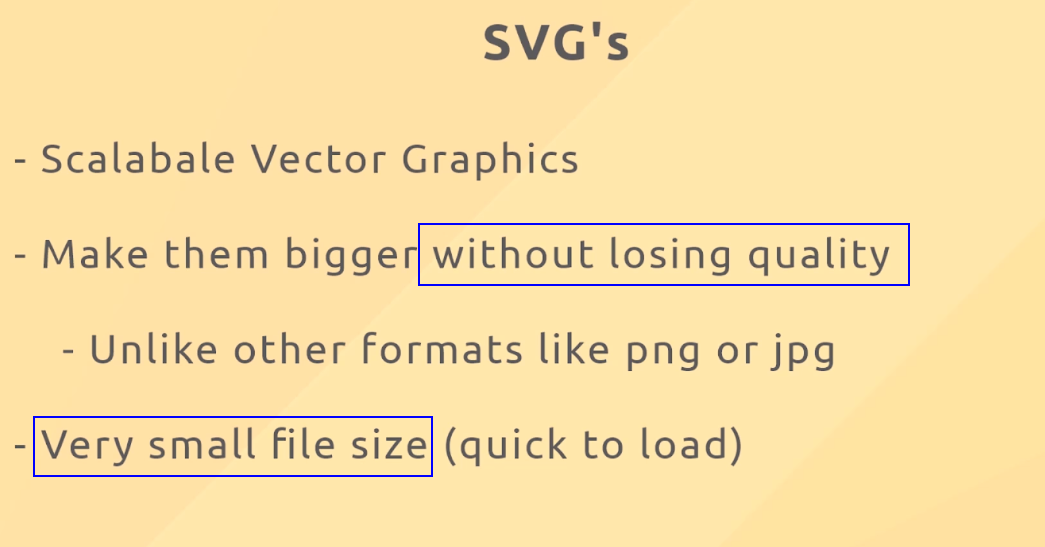 SVG's
- Scalabale Vector Graphics
- Make them bigger without losing quality
- Unlike other formats like png or jpg
- Very small file size (quick to load)